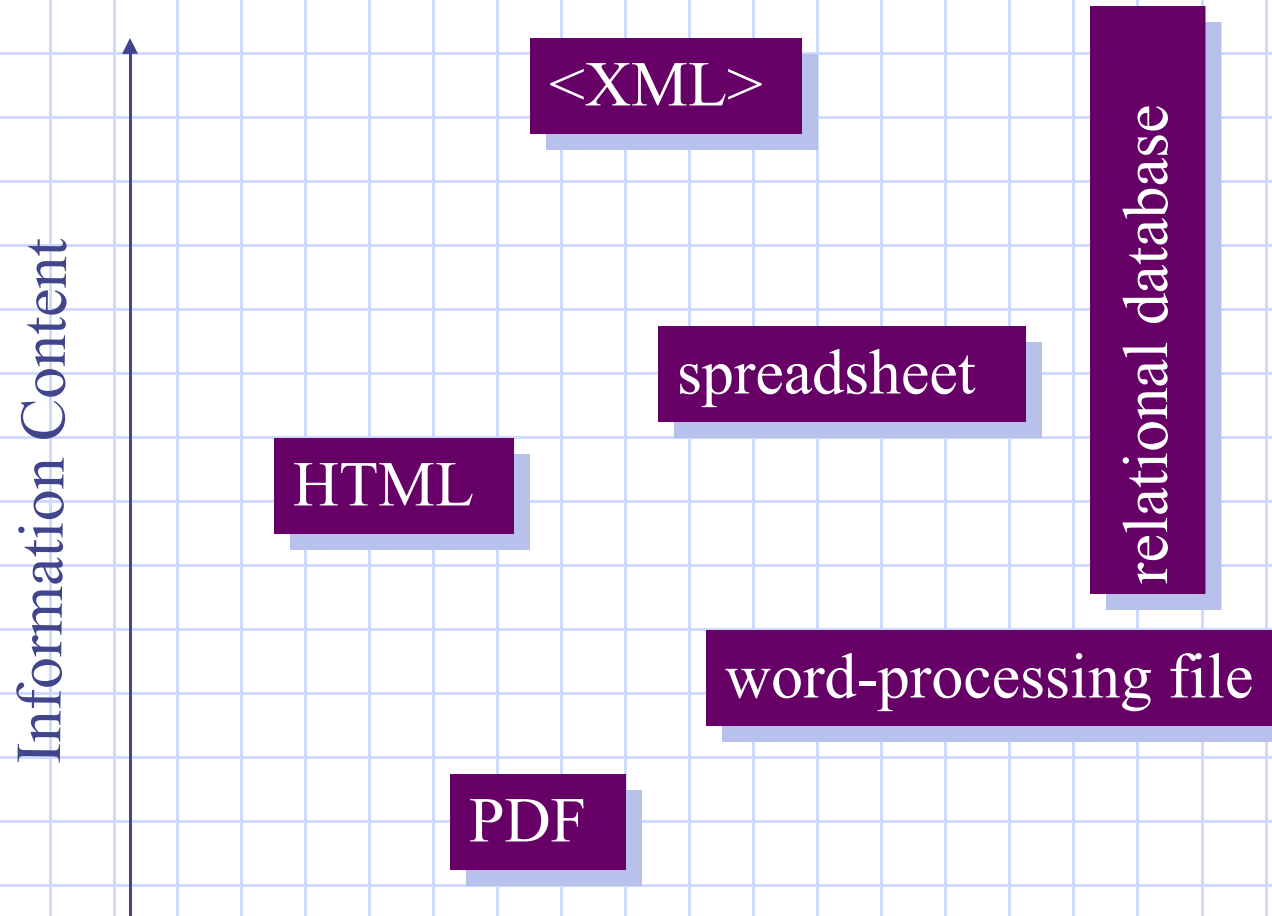 <XML>
relational database
Information Content
spreadsheet
HTML
word-processing file
PDF